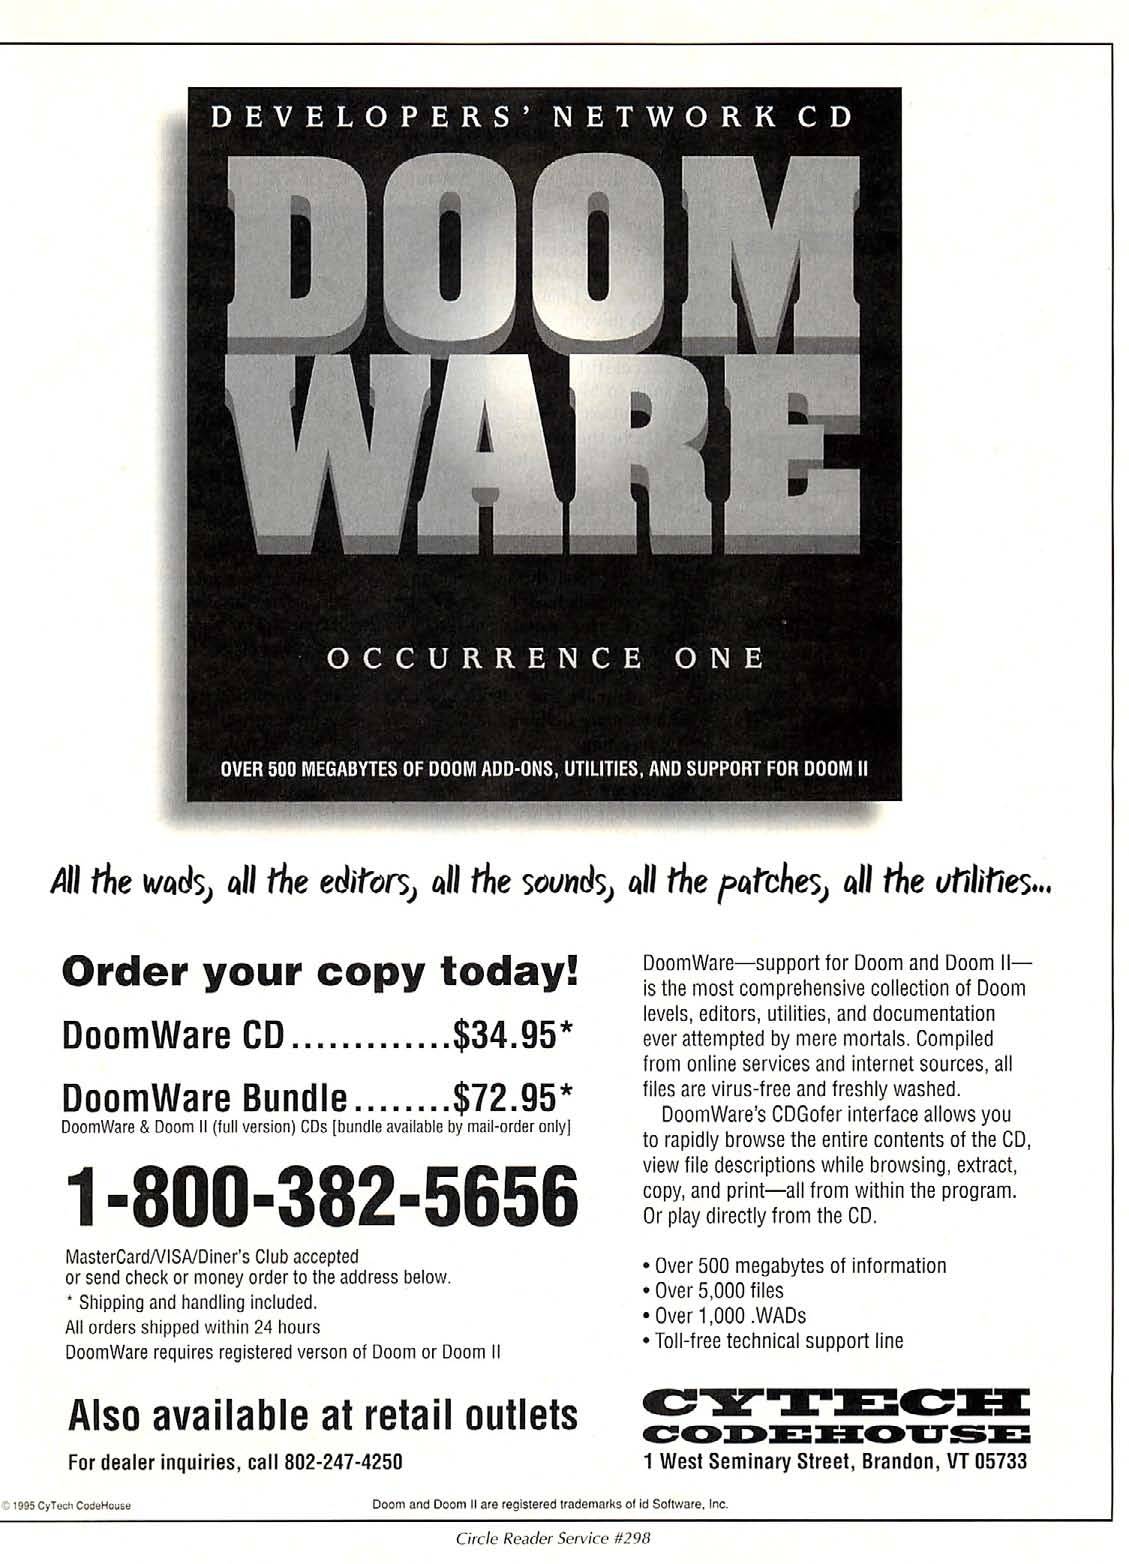 DEVELOPERS' NETWORK CD
DOOM
WARE
OCCURRENCE ONE
OVER 500 MEGABYTES OF DOOM ADD-ONS, UTILITIES, AND SUPPORT FOR DOOM II
All the wads, all the editors, all the sounds, all the patches, all the utilities...
Order your copy today!
DoomWare CD.............$34.95*
DoomWare Bundle........$72.95*
DoomWare & Doom II (full version) CDs [bundle available by mail-order only]
1-800-382-5656
MasterCard/VISA/Diner's Club accepted
or send check or money order to the address below.
* Shipping and handling included.
All orders shipped within 24 hours
DoomWare requires registered verson of Doom or Doom II
Also available at retail outlets
For dealer inquiries, call 802-247-4250
DoomWare—support for Doom and Doom II—
is the most comprehensive collection of Doom
levels, editors, utilities, and documentation
ever attempted by mere mortals. Compiled
from online services and internet sources, all
files are virus-free and freshly washed.
DoomWare's CDGofer interface allows you
to rapidly browse the entire contents of the CD,
view file descriptions while browsing, extract,
copy, and print—all from within the program.
Or play directly from the CD.
• Over 500 megabytes of information
• Over 5,000 files
• Over 1,000 .WADs
• Toll-free technical support line
CYTECH
CODEHOUSE
1 West Seminary Street, Brandon, VT 05733
© 1995 CyTech CodeHouse
Doom and Doom II are registered trademarks of id Software, Inc.
Circle Reader Service #298